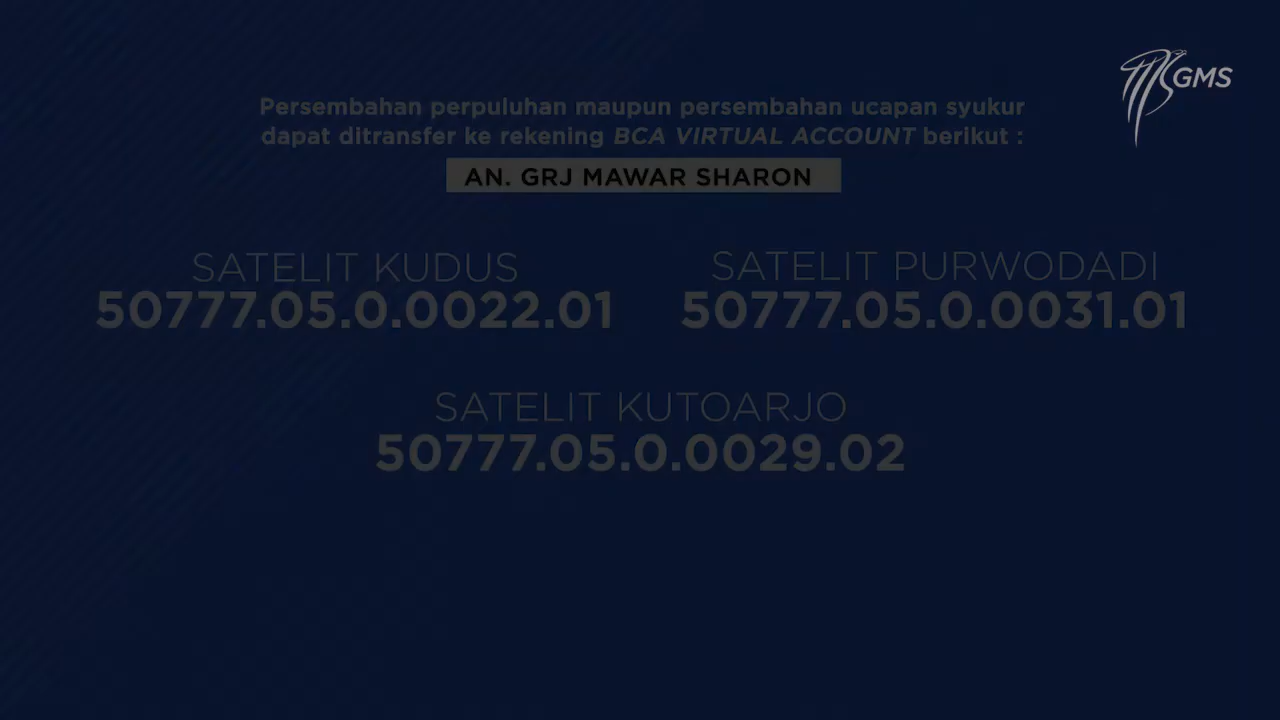 GMS
Persembahan perpuluhan maupun persembahan ucapan syukur
dapat ditransfer ke rekening BCA VIRTUAL ACCOUNT berikut :
AN. GRJ MAWAR SHARON
SATELIT KUDUS
50777.05.0.0022.01
SATELIT PURWODADI
50777.05.0.0031.01
SATELIT KUTOARJO
50777.05.0.0029.02